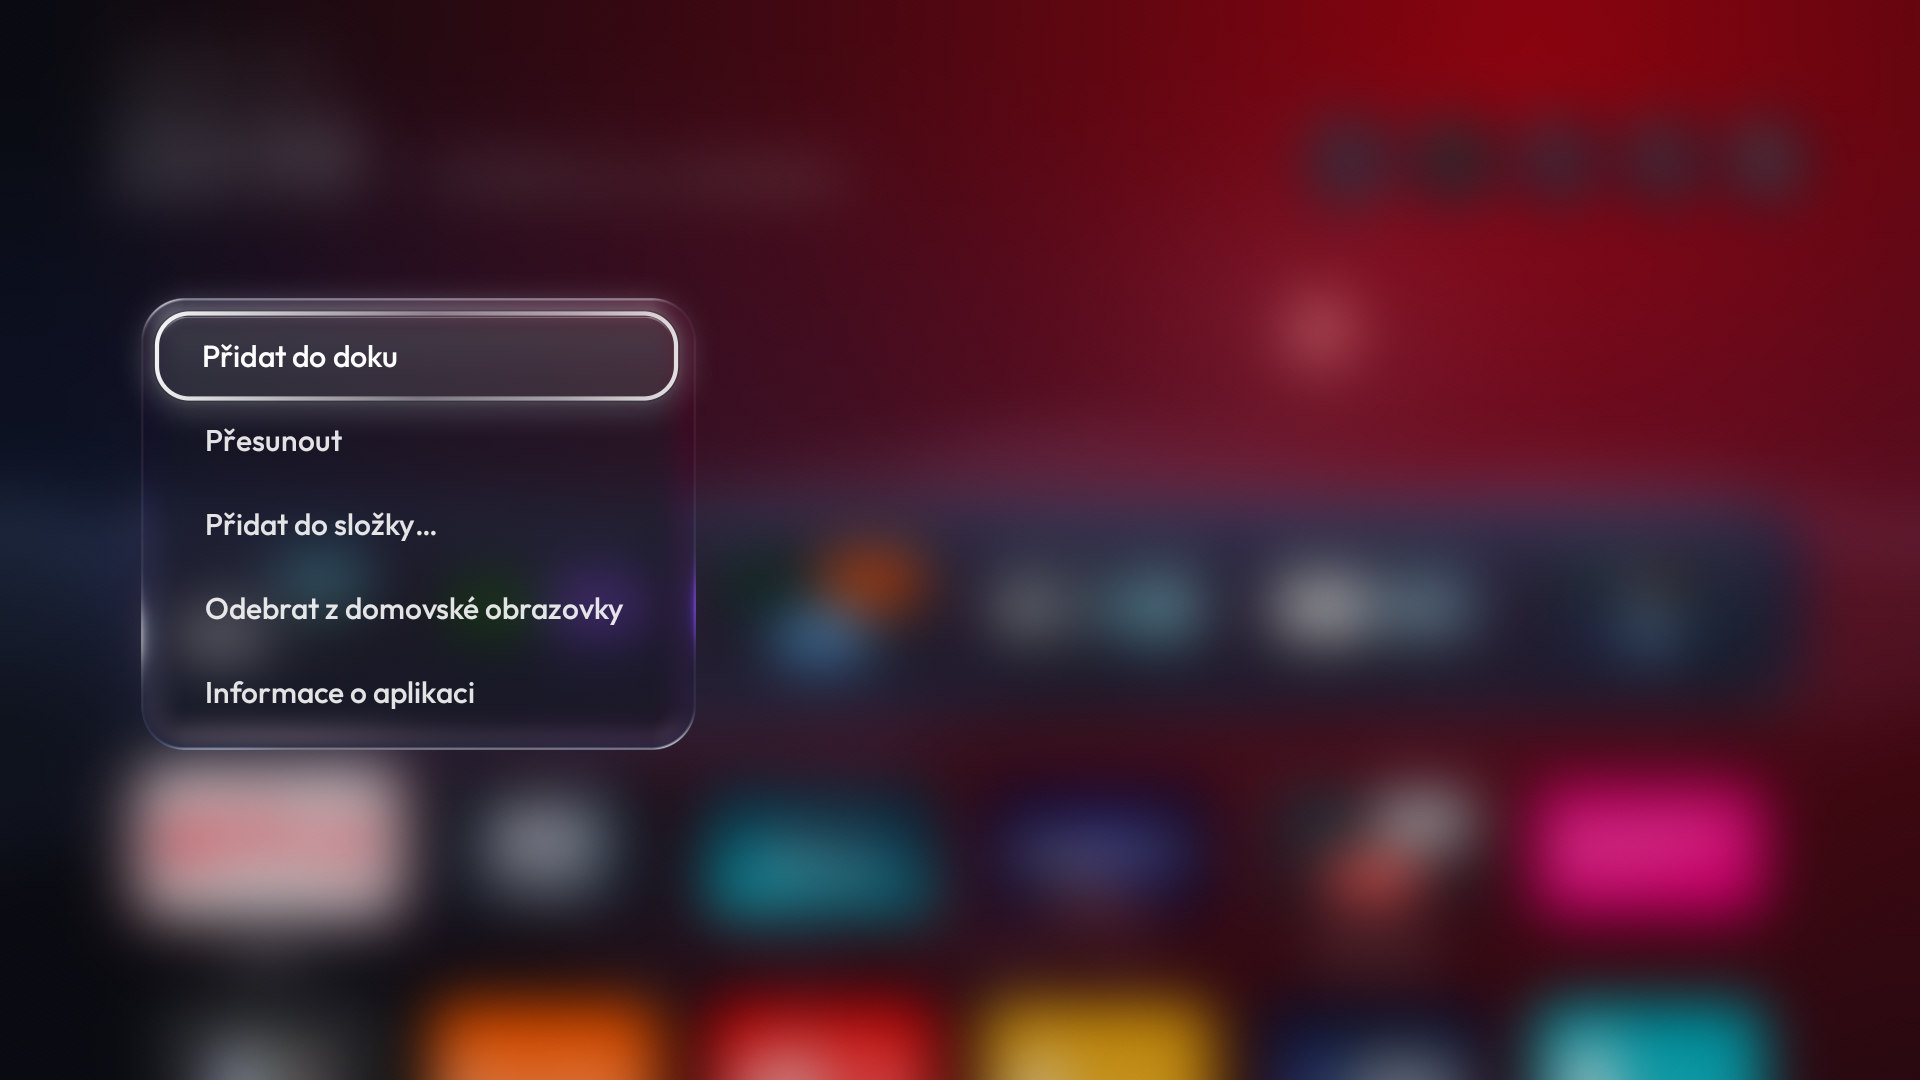 Přidat do doku
Přesunout
Přidat do složky...
Odebrat z domovské obrazovky
Informace o aplikaci